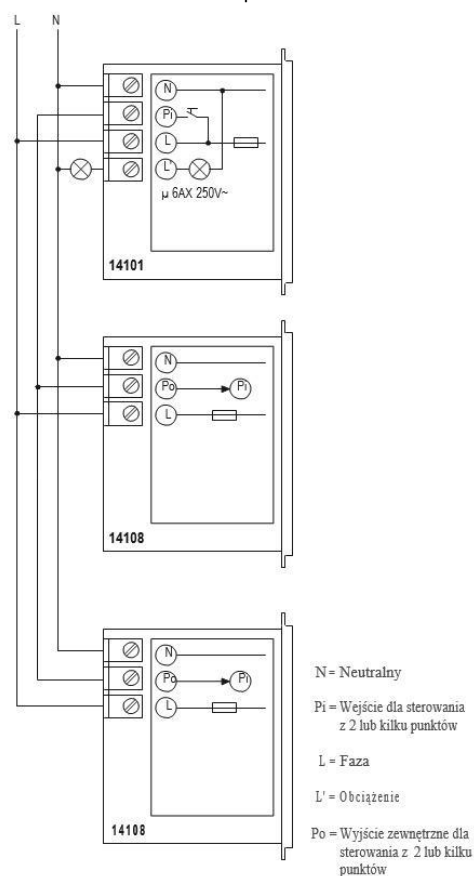 L N
N
Pi
L
L'
µ 6AX 250V~
14101
N
Po Pi
L
14108
N
Po Pi
L
14108
N = Neutralny
Pi = Wejście dla sterowania
z 2 lub kilku punktów
L = Faza
L' = Obciążenie
Po = Wyjście zewnętrzne dla
sterowania z 2 lub kilku
punktów